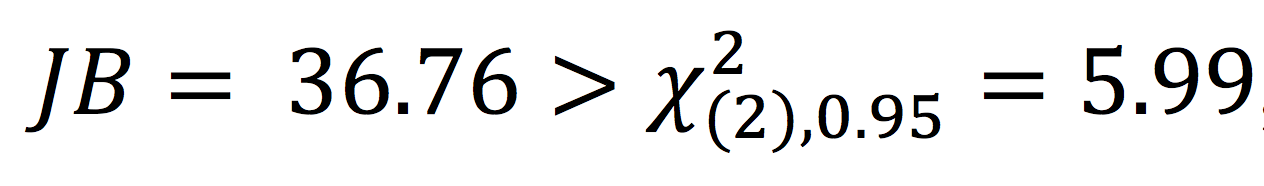 JB = 36.76 > χ²₍₂₎,₀.₉₅ = 5.99